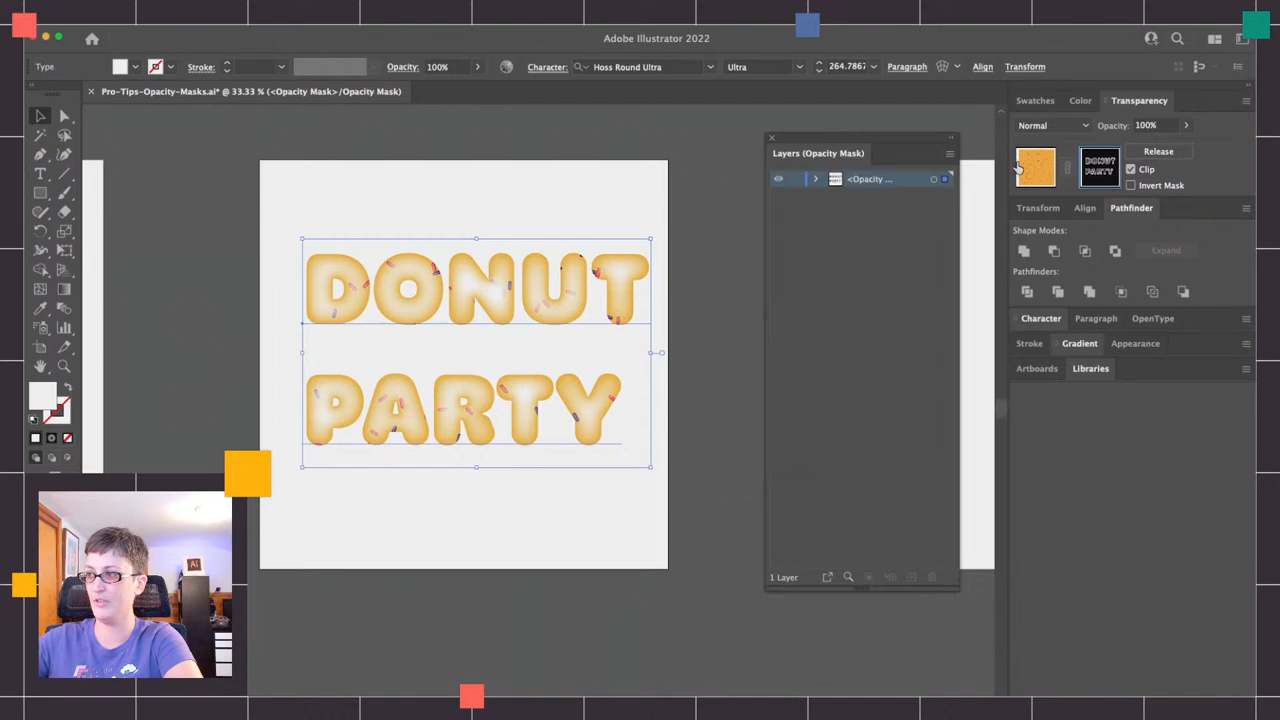 Adobe Illustrator 2022
Type
Stroke:
Opacity: 100%
Character: Hoss Round Ultra
Ultra
264.7867
Paragraph
Align
Transform
× Pro-Tips-Opacity-Masks.ai* @ 33.33 % (<Opacity Mask>/Opacity Mask)
Swatches Color Transparency
Normal Opacity: 100%
DONUT
PARTY
Release
Clip
Invert Mask
Layers (Opacity Mask)
<Opacity ...
Transform Align Pathfinder
Shape Modes:
Expand
Pathfinders:
Character Paragraph OpenType
Stroke Gradient Appearance
Artboards Libraries
DONUT
PARTY
1 Layer
Ai